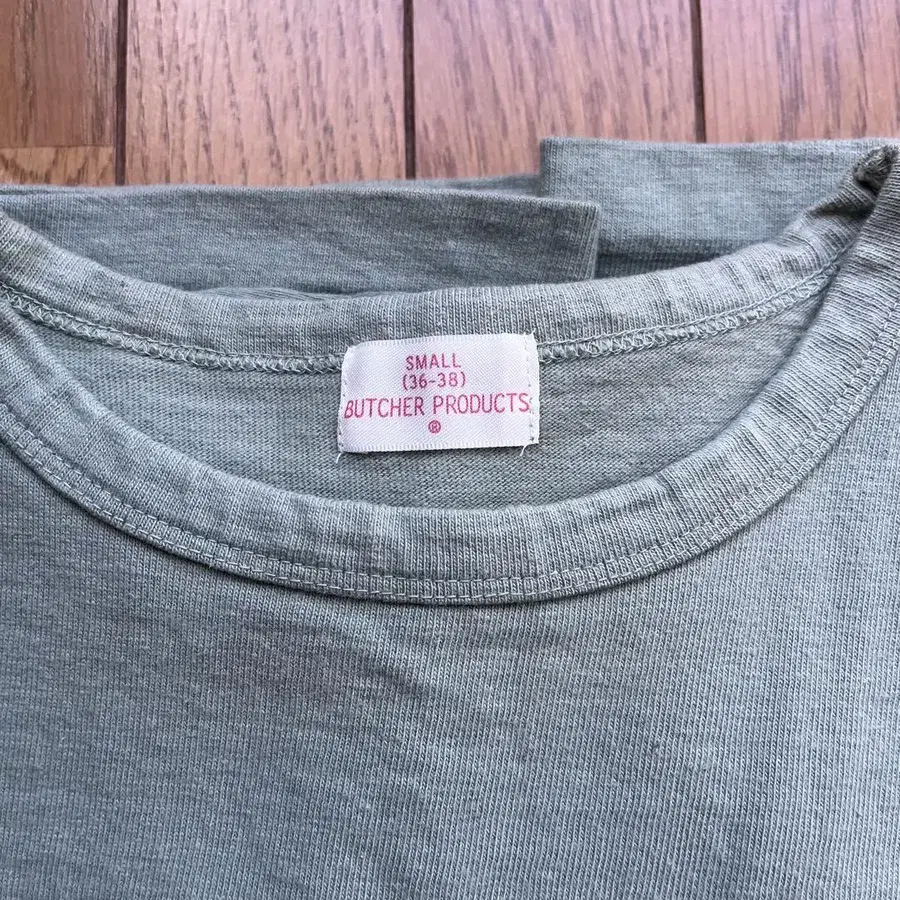 SMALL
(36-38)
BUTCHER PRODUCTS
®